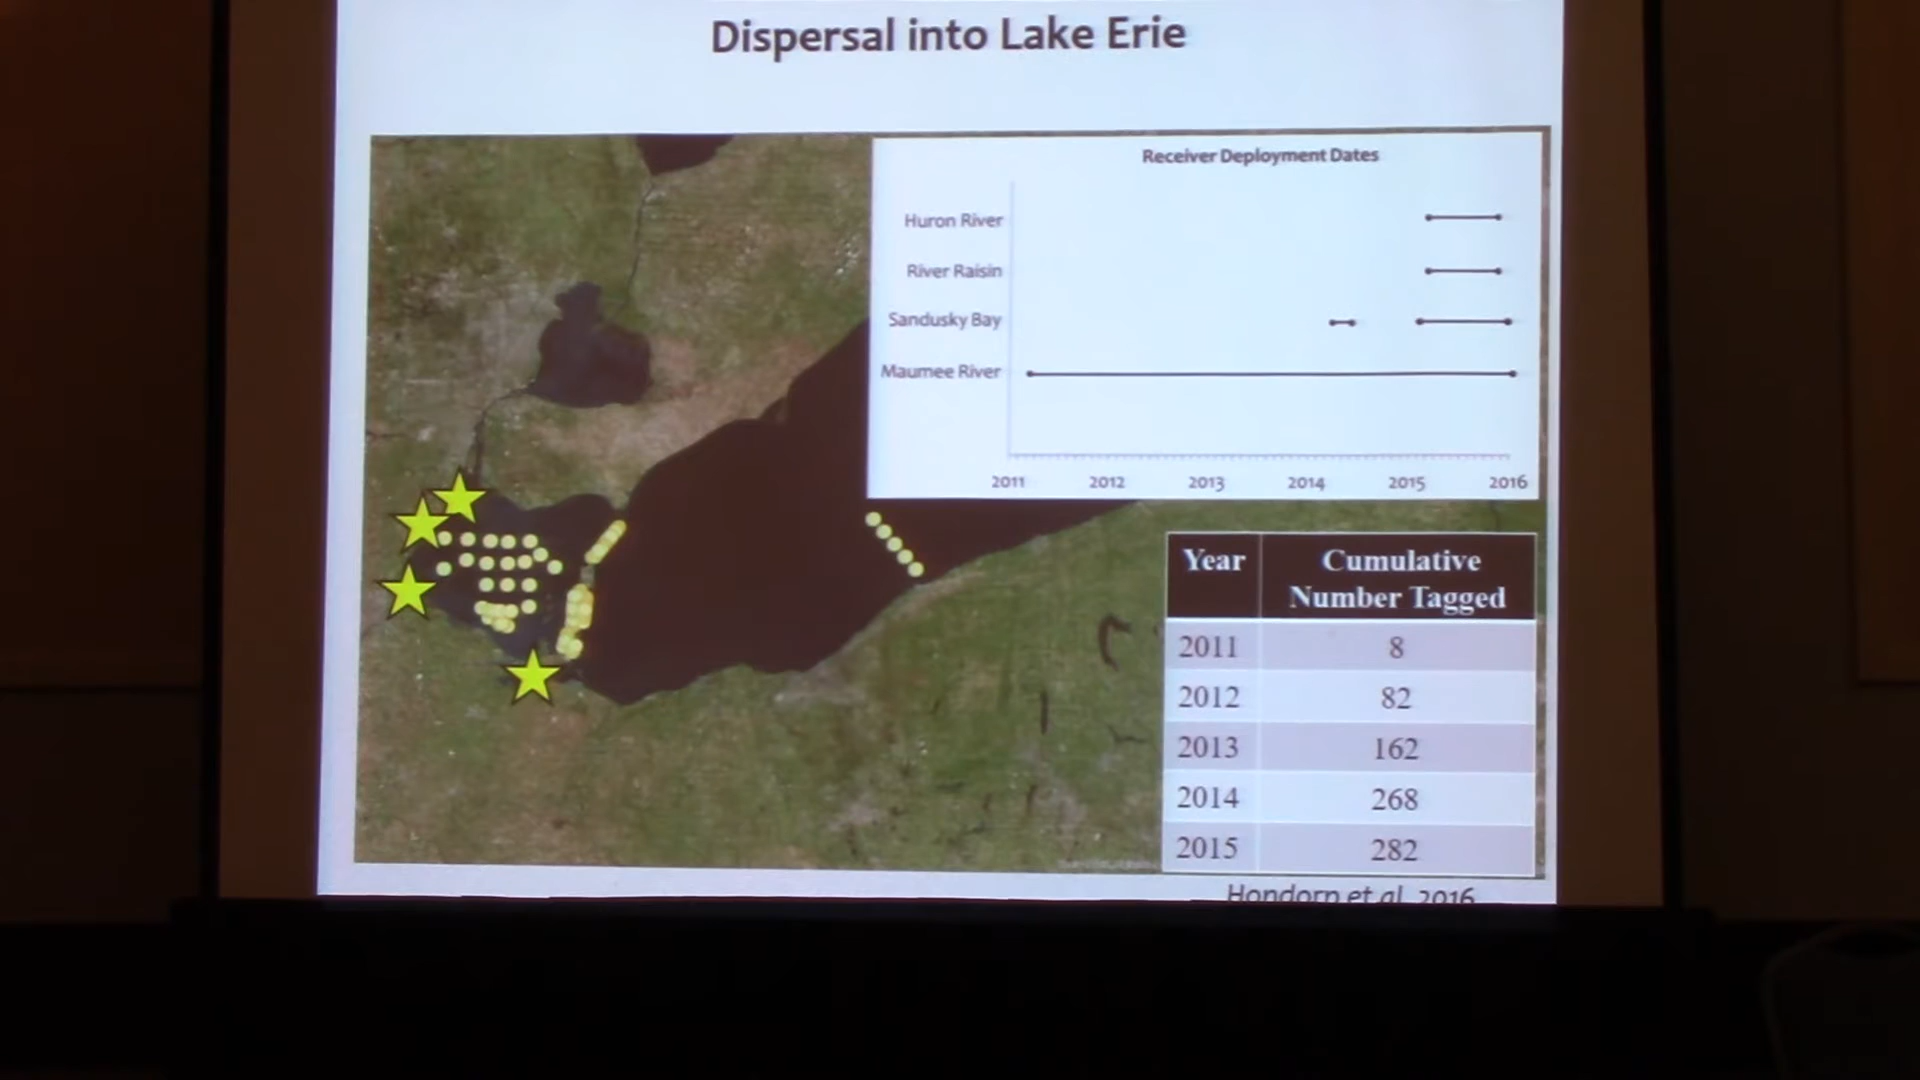 Dispersal into Lake Erie
Receiver Deployment Dates
Huron River
River Raisin
Sandusky Bay
Maumee River
2011 2012 2013 2014 2015 2016
Year Cumulative Number Tagged
2011 8
2012 82
2013 162
2014 268
2015 282
Hondorp et al. 2016